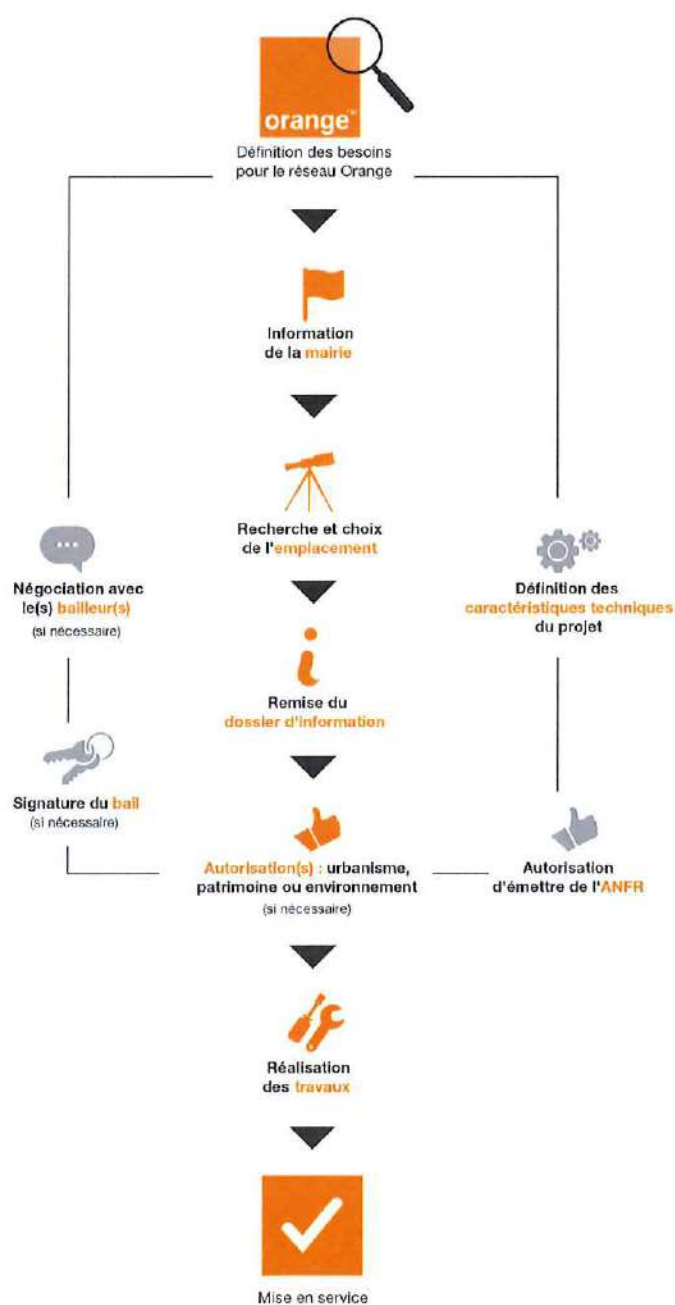 orange™
Définition des besoins
pour le réseau Orange
Information
de la mairie
Recherche et choix
de l'emplacement
Négociation avec
le(s) bailleur(s)
(si nécessaire)
Définition des
caractéristiques techniques
du projet
Remise du
dossier d'information
Signature du bail
(si nécessaire)
Autorisation(s) : urbanisme,
patrimoine ou environnement
(si nécessaire)
Autorisation
d'émettre de l'ANFR
Réalisation
des travaux
Mise en service